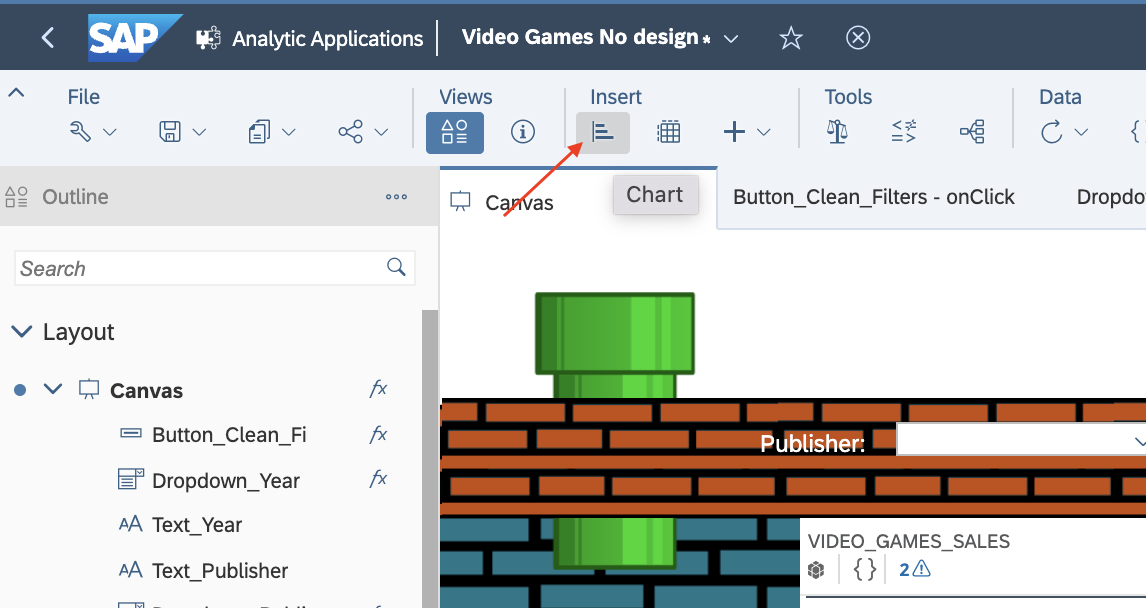 SAP Analytic Applications Video Games No design *
File Views Insert Tools Data
Outline
Canvas Chart Button_Clean_Filters - onClick Dropdo
Search
Layout
Canvas fx
Button_Clean_Fi fx
Dropdown_Year fx
Text_Year
Text_Publisher
Publisher:
VIDEO_GAMES_SALES
{} 2